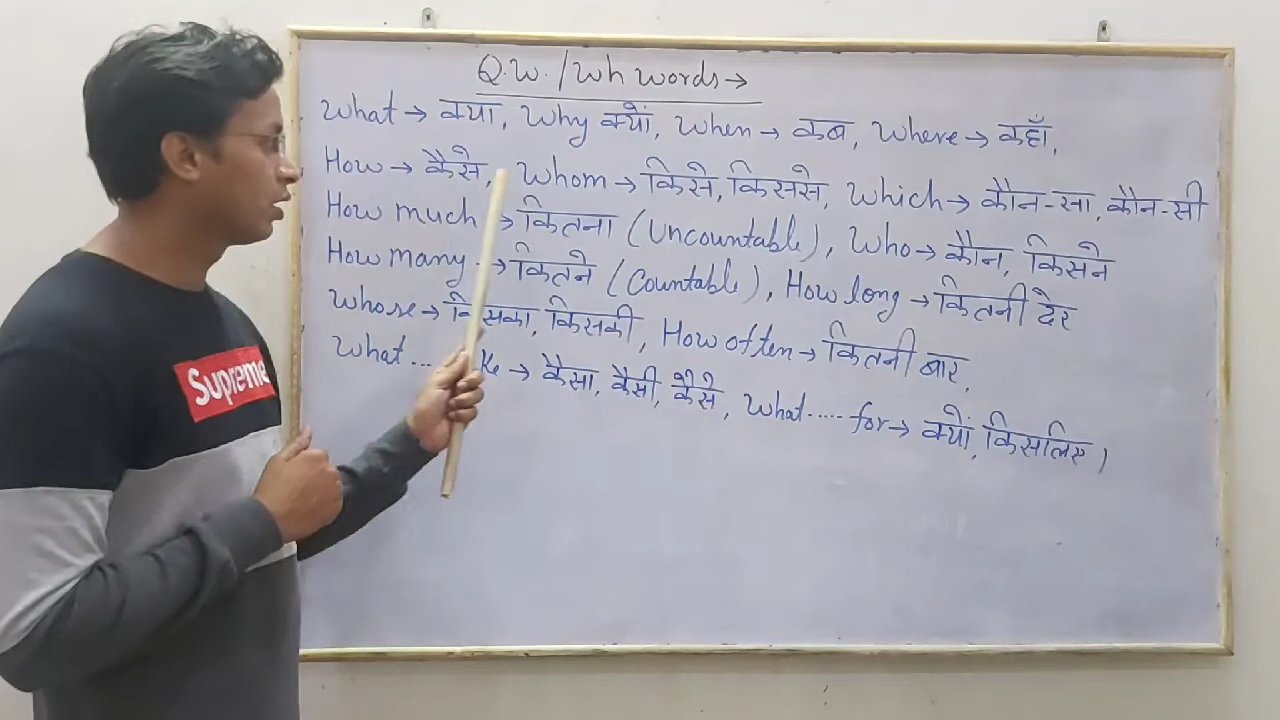 Q.W. / Wh words →
What → क्या, Why क्यों, When → कब, Where → कहाँ,
How → कैसे, Whom → किसे, किससे, Which → कौन-सा, कौन-सी
How much → कितना (Uncountable), Who → कौन, किसने
How many → कितने (Countable), How long → कितनी देर
Whose → किसका, किसकी, How often → कितनी बार,
What... → कैसा, कैसी, कैसे, What..... for → क्यों, किसलिए।
Supreme